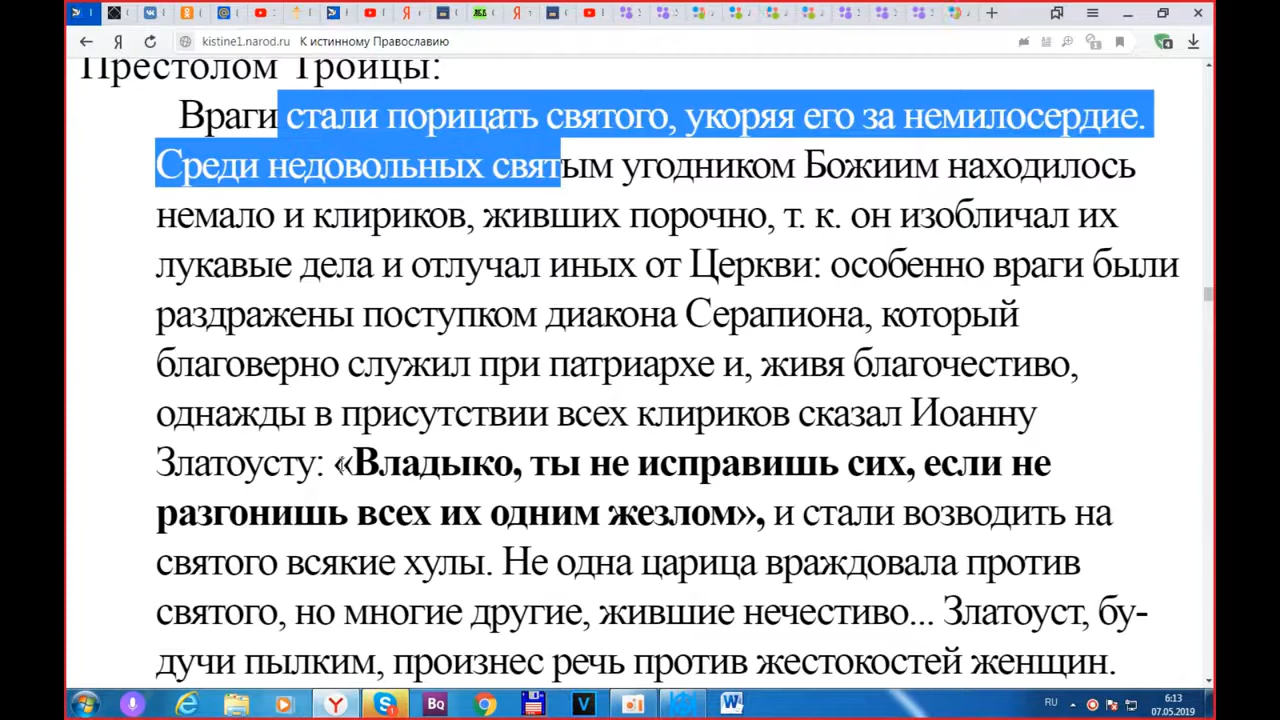 kistine1.narod.ru К истинному Православию
Престолом Троицы:
Враги стали порицать святого, укоряя его за немилосердие.
Среди недовольных святым угодником Божиим находилось
немало и клириков, живших порочно, т. к. он изобличал их
лукавые дела и отлучал иных от Церкви: особенно враги были
раздражены поступком диакона Серапиона, который
благоверно служил при патриархе и, живя благочестиво,
однажды в присутствии всех клириков сказал Иоанну
Златоусту: «Владыко, ты не исправишь сих, если не
разгонишь всех их одним жезлом», и стали возводить на
святого всякие хулы. Не одна царица враждовала против
святого, но многие другие, жившие нечестиво... Златоуст, бу-
дучи пылким, произнес речь против жестокостей женщин.
Bq
RU
6:13
07.05.2019